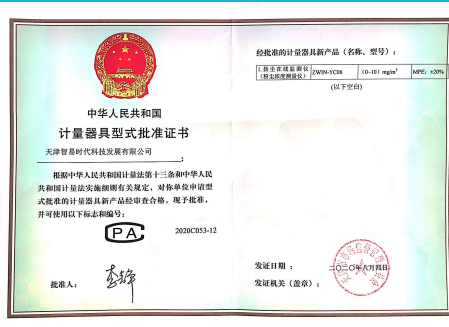 中华人民共和国
计量器具型式批准证书
天津智易时代科技发展有限公司
:
根据中华人民共和国计量法第十三条和中华人民
共和国计量法实施细则有关规定，对你单位申请型
式批准的计量器具新产品经审查合格，现予批准，
并可使用以下标志和编号:
CPA 2020C053-12
批准人:
经批准的计量器具新产品（名称、型号）:
1.扬尘在线监测仪
（粉尘浓度测量仪） ZWIN-YC06 (0~10) mg/m³ MPE: ±20%
(以下空白)
发证日期：二〇二〇年八月四日
发证机关（盖章）: